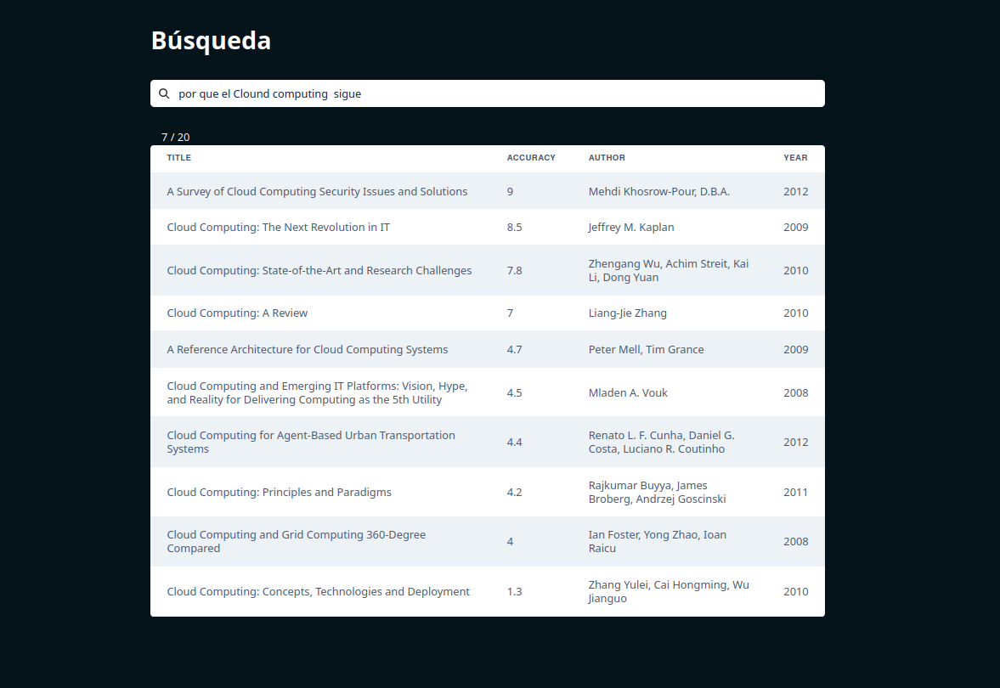 Búsqueda
por que el Clound computing  sigue
7 / 20
TITLE ACCURACY AUTHOR YEAR
A Survey of Cloud Computing Security Issues and Solutions 9 Mehdi Khosrow-Pour, D.B.A. 2012
Cloud Computing: The Next Revolution in IT 8.5 Jeffrey M. Kaplan 2009
Cloud Computing: State-of-the-Art and Research Challenges 7.8 Zhengang Wu, Achim Streit, Kai
Li, Dong Yuan 2010
Cloud Computing: A Review 7 Liang-Jie Zhang 2010
A Reference Architecture for Cloud Computing Systems 4.7 Peter Mell, Tim Grance 2009
Cloud Computing and Emerging IT Platforms: Vision, Hype,
and Reality for Delivering Computing as the 5th Utility 4.5 Mladen A. Vouk 2008
Cloud Computing for Agent-Based Urban Transportation
Systems 4.4 Renato L. F. Cunha, Daniel G.
Costa, Luciano R. Coutinho 2012
Cloud Computing: Principles and Paradigms 4.2 Rajkumar Buyya, James
Broberg, Andrzej Goscinski 2011
Cloud Computing and Grid Computing 360-Degree
Compared 4 Ian Foster, Yong Zhao, Ioan
Raicu 2008
Cloud Computing: Concepts, Technologies and Deployment 1.3 Zhang Yulei, Cai Hongming, Wu
Jianguo 2010